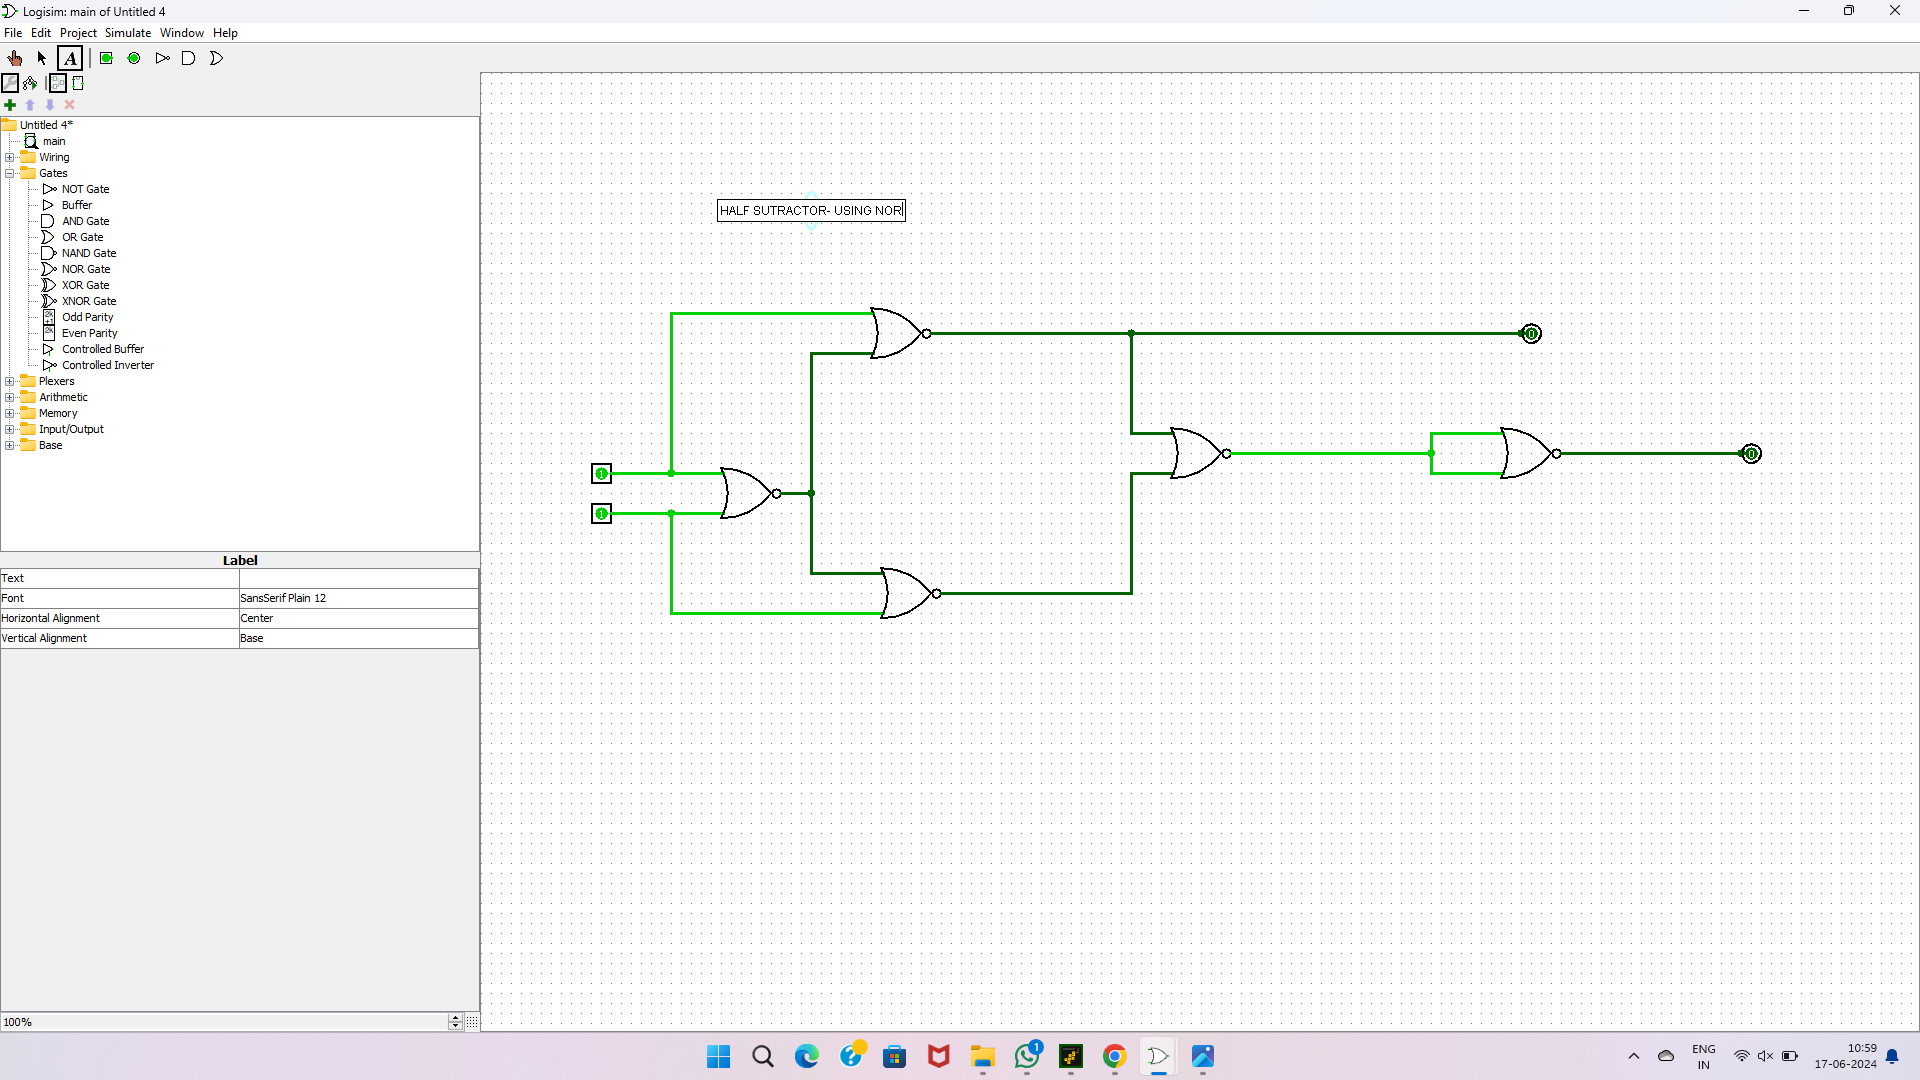 Logisim: main of Untitled 4
File Edit Project Simulate Window Help
A
Untitled 4*
main
Wiring
Gates
NOT Gate
Buffer
AND Gate
OR Gate
NAND Gate
NOR Gate
XOR Gate
XNOR Gate
Odd Parity
Even Parity
Controlled Buffer
Controlled Inverter
Plexers
Arithmetic
Memory
Input/Output
Base
Label
Text
Font SansSerif Plain 12
Horizontal Alignment Center
Vertical Alignment Base
100%
HALF SUTRACTOR- USING NOR
0
1
0
1
1
ENG
IN
10:59
17-06-2024